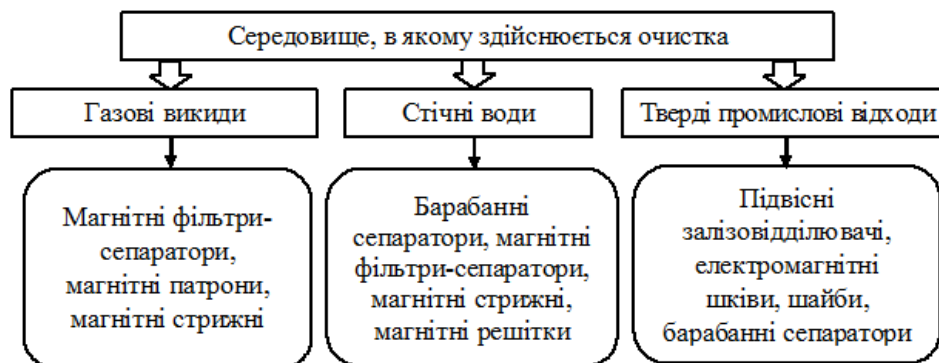 Середовище, в якому здійснюється очистка
Газові викиди
Стічні води
Тверді промислові відходи
Магнітні фільтри-
сепаратори,
магнітні патрони,
магнітні стрижні
Барабанні
сепаратори, магнітні
фільтри-сепаратори,
магнітні стрижні,
магнітні решітки
Підвісні
залізовідділювачі,
електромагнітні
шківи, шайби,
барабанні сепаратори